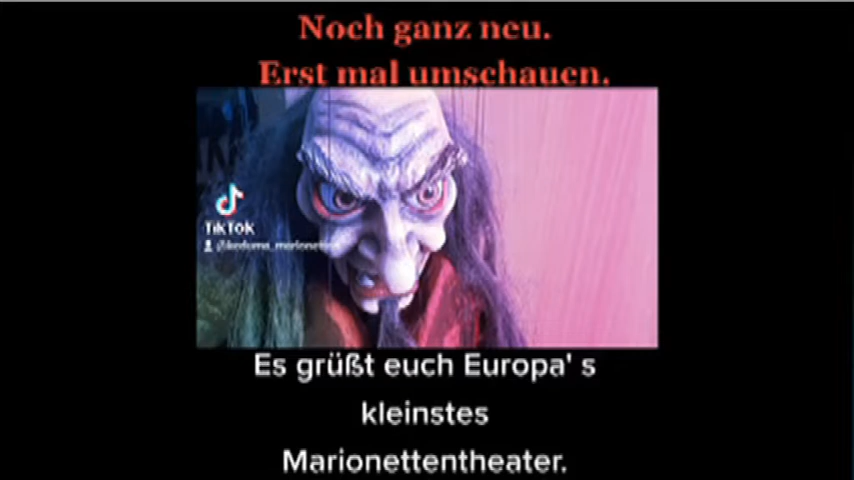 Noch ganz neu.
Erst mal umschauen.
TikTok
Es grüßt euch Europa' s
kleinstes
Marionettentheater.